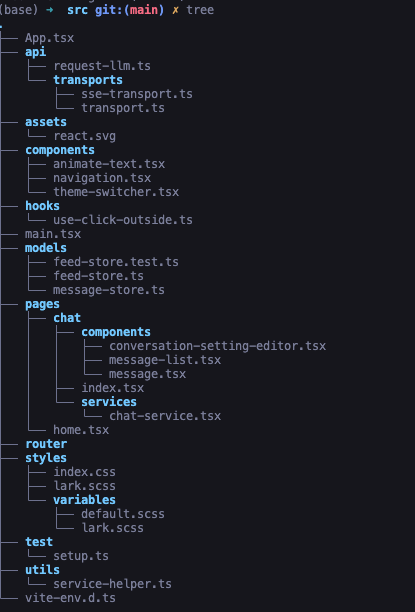 (base) ➜  src git:(main) ✗ tree
.
├── App.tsx
├── api
│   ├── request-llm.ts
│   └── transports
│       ├── sse-transport.ts
│       └── transport.ts
├── assets
│   └── react.svg
├── components
│   ├── animate-text.tsx
│   ├── navigation.tsx
│   └── theme-switcher.tsx
├── hooks
│   └── use-click-outside.ts
├── main.tsx
├── models
│   ├── feed-store.test.ts
│   ├── feed-store.ts
│   └── message-store.ts
├── pages
│   ├── chat
│   │   ├── components
│   │   │   ├── conversation-setting-editor.tsx
│   │   │   ├── message-list.tsx
│   │   │   └── message.tsx
│   │   ├── index.tsx
│   │   └── services
│   │       └── chat-service.tsx
│   └── home.tsx
├── router
├── styles
│   ├── index.css
│   ├── lark.scss
│   └── variables
│       ├── default.scss
│       └── lark.scss
├── test
│   └── setup.ts
├── utils
│   └── service-helper.ts
└── vite-env.d.ts